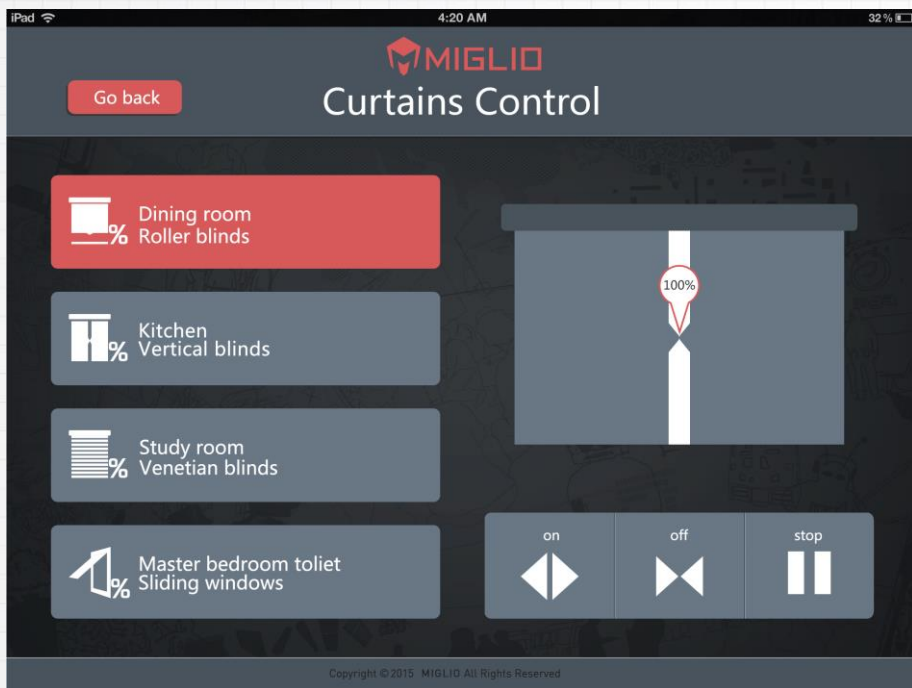 iPad
4:20 AM
32%
MIGLIO
Go back
Curtains Control
%
Dining room
Roller blinds
%
Kitchen
Vertical blinds
%
Study room
Venetian blinds
%
Master bedroom toliet
Sliding windows
100%
on
off
stop
Copyright ©2015 MIGLIO All Rights Reserved